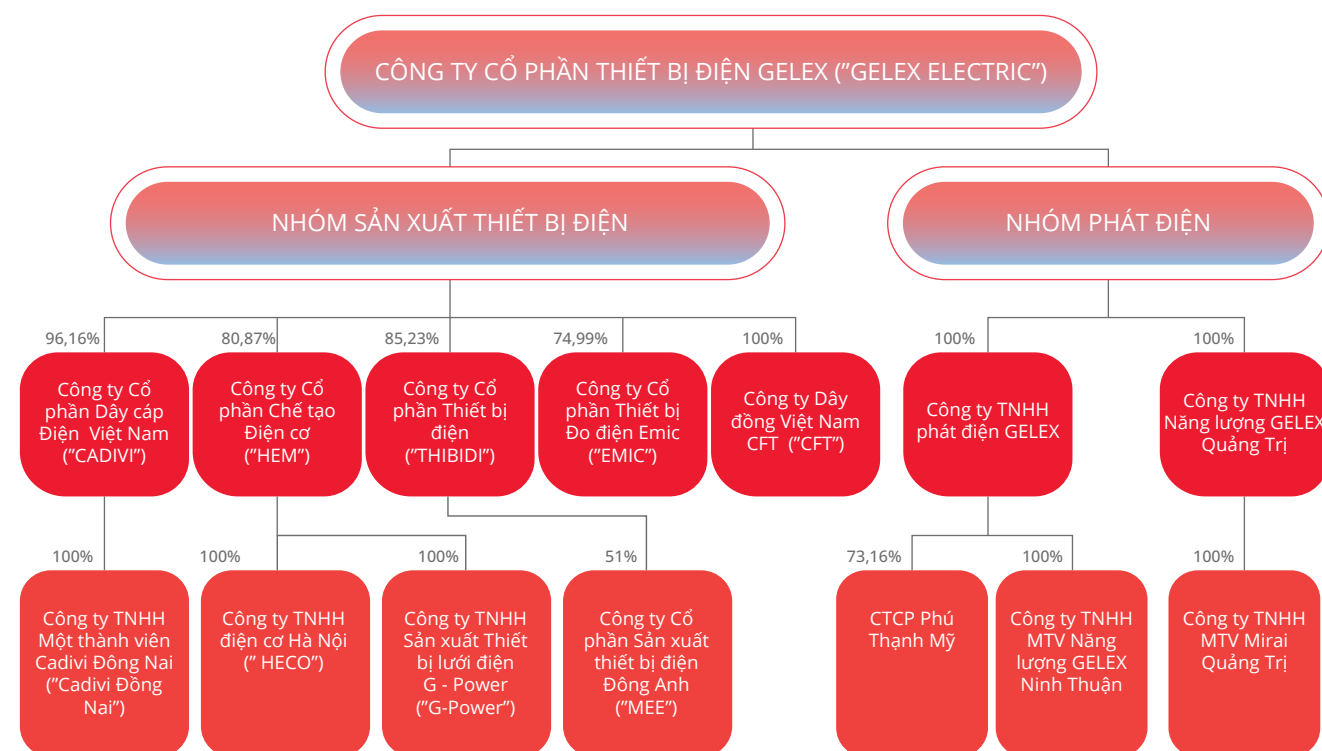 CÔNG TY CỔ PHẦN THIẾT BỊ ĐIỆN GELEX (”GELEX ELECTRIC”)
NHÓM SẢN XUẤT THIẾT BỊ ĐIỆN
NHÓM PHÁT ĐIỆN
96,16%
80,87%
85,23%
74,99%
100%
100%
100%
Công ty Cổ
phần Dây cáp
Điện Việt Nam
(”CADIVI”)
Công ty Cổ
phần Chế tạo
Điện cơ
(”HEM”)
Công ty Cổ
phần Thiết bị
điện
(”THIBIDI”)
Công ty Cổ
phần Thiết bị
Đo điện Emic
(”EMIC”)
Công ty Dây
đồng Việt Nam
CFT (”CFT”)
Công ty TNHH
phát điện GELEX
Công ty TNHH
Năng lượng GELEX
Quảng Trị
100%
100%
100%
51%
73,16%
100%
100%
Công ty TNHH
Một thành viên
Cadivi Đông Nai
(”Cadivi Đồng
Nai”)
Công ty TNHH
điện cơ Hà Nội
(” HECO”)
Công ty TNHH
Sản xuất Thiết
bị lưới điện
G - Power
(”G-Power”)
Công ty Cổ
phần Sản xuất
thiết bị điện
Đông Anh
(”MEE”)
CTCP Phú
Thạnh Mỹ
Công ty TNHH
MTV Năng
lượng GELEX
Ninh Thuận
Công ty TNHH
MTV Mirai
Quảng Trị